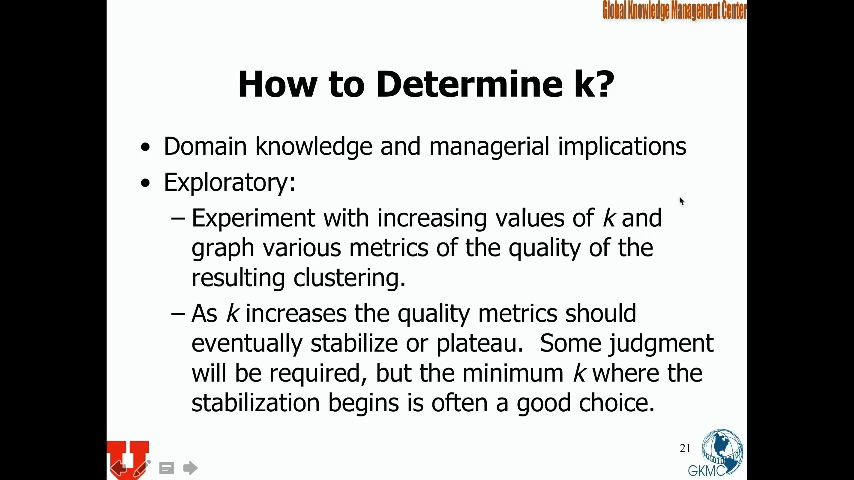 Global Knowledge Management Center
How to Determine k?
• Domain knowledge and managerial implications
• Exploratory:
– Experiment with increasing values of k and
graph various metrics of the quality of the
resulting clustering.
– As k increases the quality metrics should
eventually stabilize or plateau. Some judgment
will be required, but the minimum k where the
stabilization begins is often a good choice.
21
U
GKMC